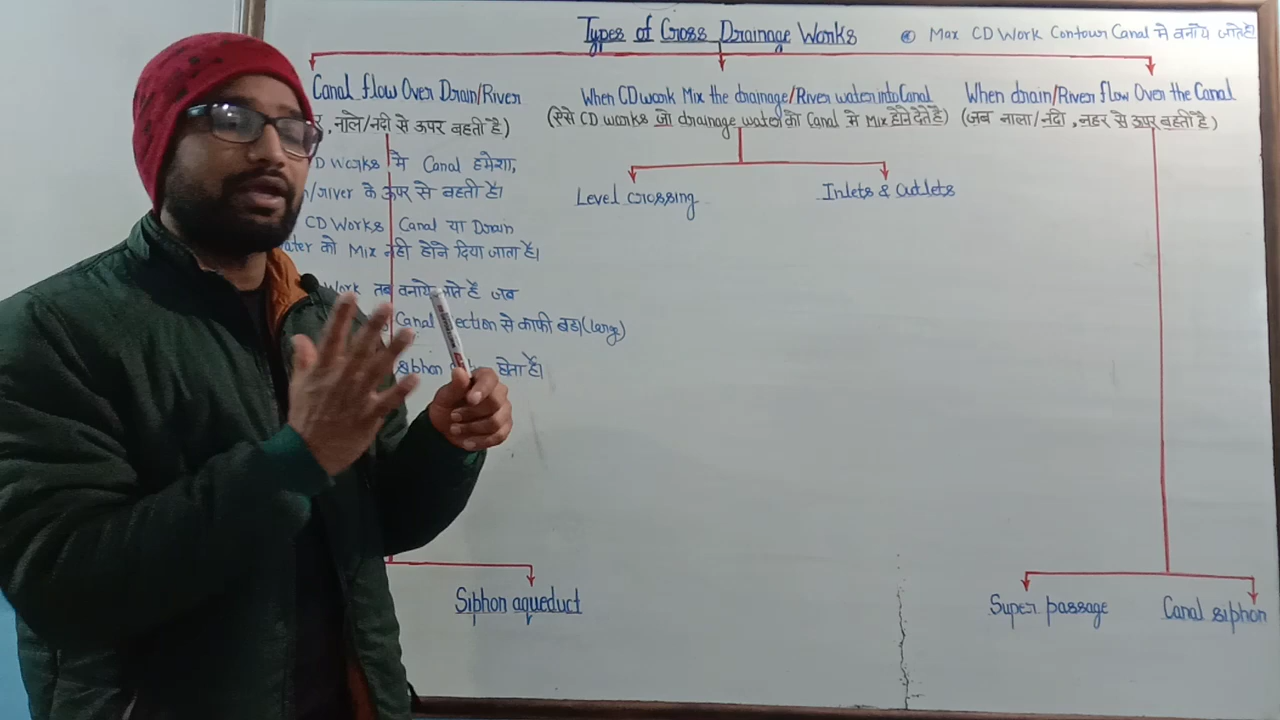 Types of Cross Drainage Works
Max CD Work Contour Canal में बनाये जाते है।
Canal flow Over Drain/River
नाले/नदी से ऊपर बहती है)
When CD work Mix the drainage/River water into Canal
(ऐसे CD works जो drainage water को Canal में Mix होने देते है)
When drain/River flow Over the Canal
(जब नाला/नदी, नहर से ऊपर बहती है)
Works में Canal हमेशा,
/river के ऊपर से बहती है।
CD Works Canal या Drain
Water को Mix नही होने दिया जाता है।
Work तब बनाये जाते है जब
Canal section से काफी बड़ा(large)
siphon होता है।
Level crossing
Inlets & Outlets
Siphon aqueduct
Super passage
Canal siphon